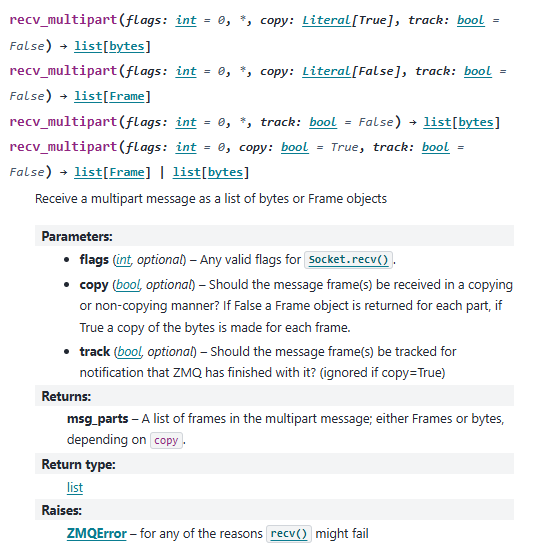 recv_multipart(flags: int = 0, *, copy: Literal[True], track: bool =
False) → list[bytes]
recv_multipart(flags: int = 0, *, copy: Literal[False], track: bool =
False) → list[Frame]
recv_multipart(flags: int = 0, *, track: bool = False) → list[bytes]
recv_multipart(flags: int = 0, copy: bool = True, track: bool =
False) → list[Frame] | list[bytes]
Receive a multipart message as a list of bytes or Frame objects
Parameters:
• flags (int, optional) – Any valid flags for Socket.recv().
• copy (bool, optional) – Should the message frame(s) be received in a copying
or non-copying manner? If False a Frame object is returned for each part, if
True a copy of the bytes is made for each frame.
• track (bool, optional) – Should the message frame(s) be tracked for
notification that ZMQ has finished with it? (ignored if copy=True)
Returns:
msg_parts – A list of frames in the multipart message; either Frames or bytes,
depending on copy.
Return type:
list
Raises:
ZMQError – for any of the reasons recv() might fail